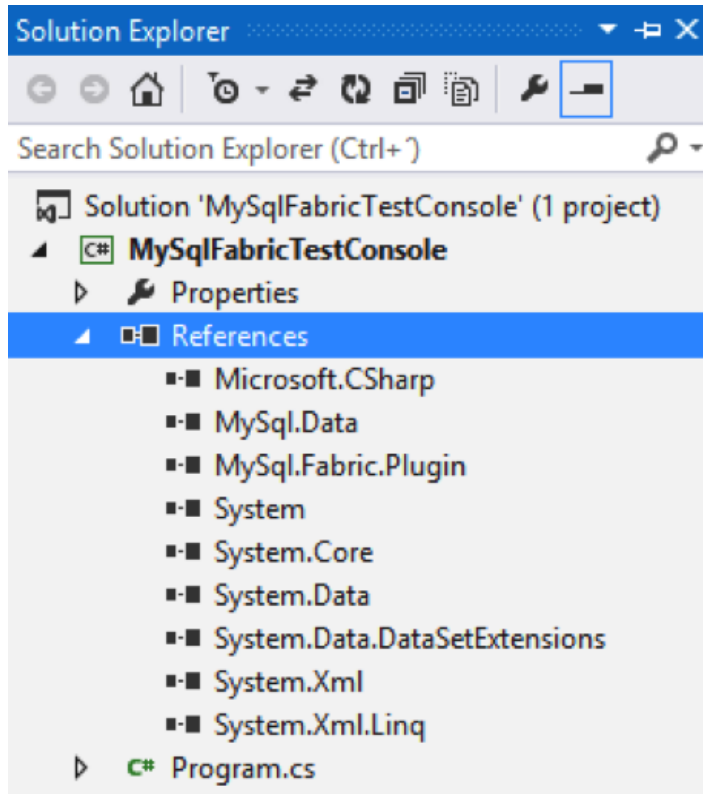 Solution Explorer
Search Solution Explorer (Ctrl+´)
Solution 'MySqlFabricTestConsole' (1 project)
C# MySqlFabricTestConsole
Properties
References
Microsoft.CSharp
MySql.Data
MySql.Fabric.Plugin
System
System.Core
System.Data
System.Data.DataSetExtensions
System.Xml
System.Xml.Linq
C# Program.cs